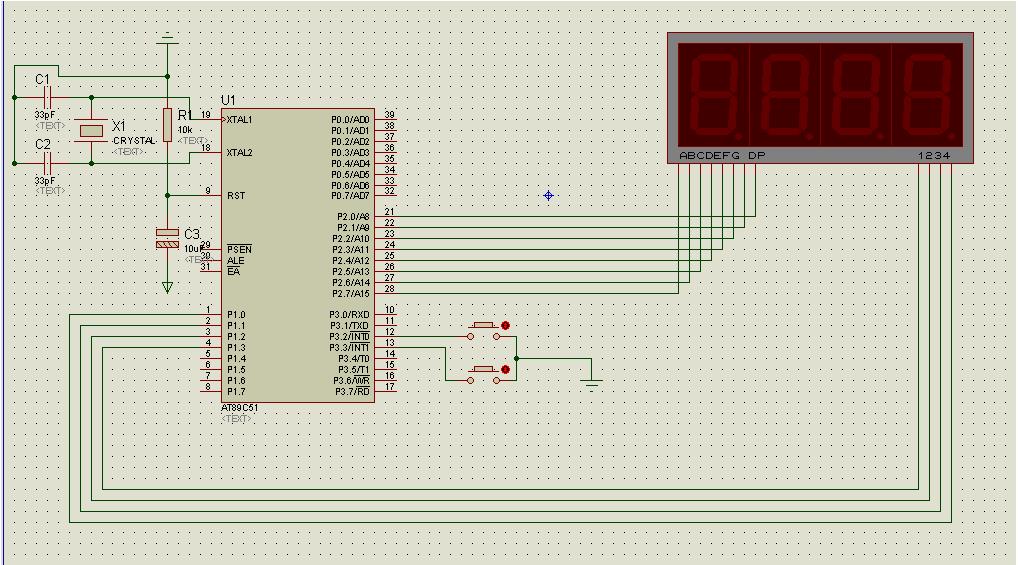 C1
33pF
<TEXT>
X1
CRYSTAL
<TEXT>
C2
33pF
<TEXT>
R1
10k
<TEXT>
C3
10uF
<TEXT>
U1
19 XTAL1
18 XTAL2
9 RST
29 PSEN
30 ALE
31 EA
1 P1.0
2 P1.1
3 P1.2
4 P1.3
5 P1.4
6 P1.5
7 P1.6
8 P1.7
P0.0/AD0 39
P0.1/AD1 38
P0.2/AD2 37
P0.3/AD3 36
P0.4/AD4 35
P0.5/AD5 34
P0.6/AD6 33
P0.7/AD7 32
P2.0/A8 21
P2.1/A9 22
P2.2/A10 23
P2.3/A11 24
P2.4/A12 25
P2.5/A13 26
P2.6/A14 27
P2.7/A15 28
P3.0/RXD 10
P3.1/TXD 11
P3.2/INT0 12
P3.3/INT1 13
P3.4/T0 14
P3.5/T1 15
P3.6/WR 16
P3.7/RD 17
AT89C51
<TEXT>
ABCDEFG DP 1234